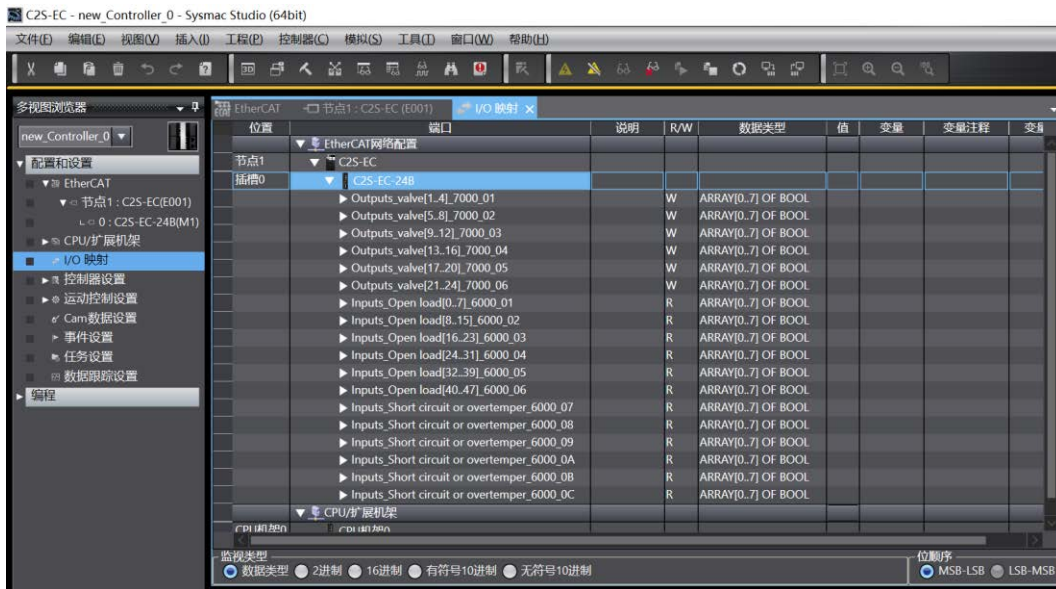 C2S-EC - new_Controller_0 - Sysmac Studio (64bit)
文件(F) 编辑(E) 视图(V) 插入(I) 工程(P) 控制器(C) 模拟(S) 工具(T) 窗口(W) 帮助(H)
多视图浏览器
new_Controller_0
配置和设置
EtherCAT
节点1 : C2S-EC(E001)
0 : C2S-EC-24B(M1)
CPU/扩展机架
I/O 映射
控制器设置
运动控制设置
Cam数据设置
事件设置
任务设置
数据跟踪设置
编程
EtherCAT 节点1 : C2S-EC (E001) I/O 映射
位置 端口 说明 R/W 数据类型 值 变量 变量注释
EtherCAT网络配置
节点1 C2S-EC
插槽0 C2S-EC-24B
Outputs_valve[1..4]_7000_01 W ARRAY[0..7] OF BOOL
Outputs_valve[5..8]_7000_02 W ARRAY[0..7] OF BOOL
Outputs_valve[9..12]_7000_03 W ARRAY[0..7] OF BOOL
Outputs_valve[13..16]_7000_04 W ARRAY[0..7] OF BOOL
Outputs_valve[17..20]_7000_05 W ARRAY[0..7] OF BOOL
Outputs_valve[21..24]_7000_06 W ARRAY[0..7] OF BOOL
Inputs_Open load[0..7]_6000_01 R ARRAY[0..7] OF BOOL
Inputs_Open load[8..15]_6000_02 R ARRAY[0..7] OF BOOL
Inputs_Open load[16..23]_6000_03 R ARRAY[0..7] OF BOOL
Inputs_Open load[24..31]_6000_04 R ARRAY[0..7] OF BOOL
Inputs_Open load[32..39]_6000_05 R ARRAY[0..7] OF BOOL
Inputs_Open load[40..47]_6000_06 R ARRAY[0..7] OF BOOL
Inputs_Short circuit or overtemper_6000_07 R ARRAY[0..7] OF BOOL
Inputs_Short circuit or overtemper_6000_08 R ARRAY[0..7] OF BOOL
Inputs_Short circuit or overtemper_6000_09 R ARRAY[0..7] OF BOOL
Inputs_Short circuit or overtemper_6000_0A R ARRAY[0..7] OF BOOL
Inputs_Short circuit or overtemper_6000_0B R ARRAY[0..7] OF BOOL
Inputs_Short circuit or overtemper_6000_0C R ARRAY[0..7] OF BOOL
CPU/扩展机架
CPU机架0 CPU机架0
监视类型
数据类型 2进制 16进制 有符号10进制 无符号10进制
位顺序
MSB-LSB LSB-MSB